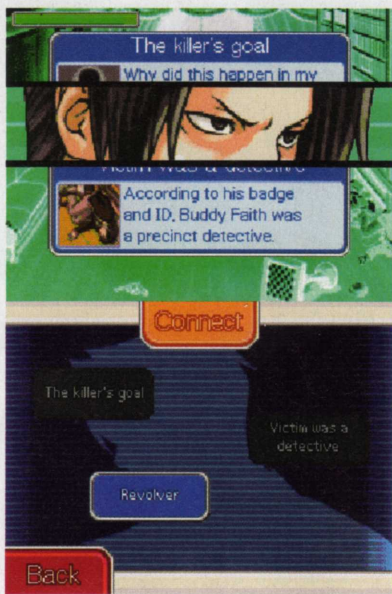 The killer's goal
Why did this happen in my
According to his badge
and ID, Buddy Faith was
a precinct detective.
Connect
The killer's goal
Victim was a
detective
Revolver
Back